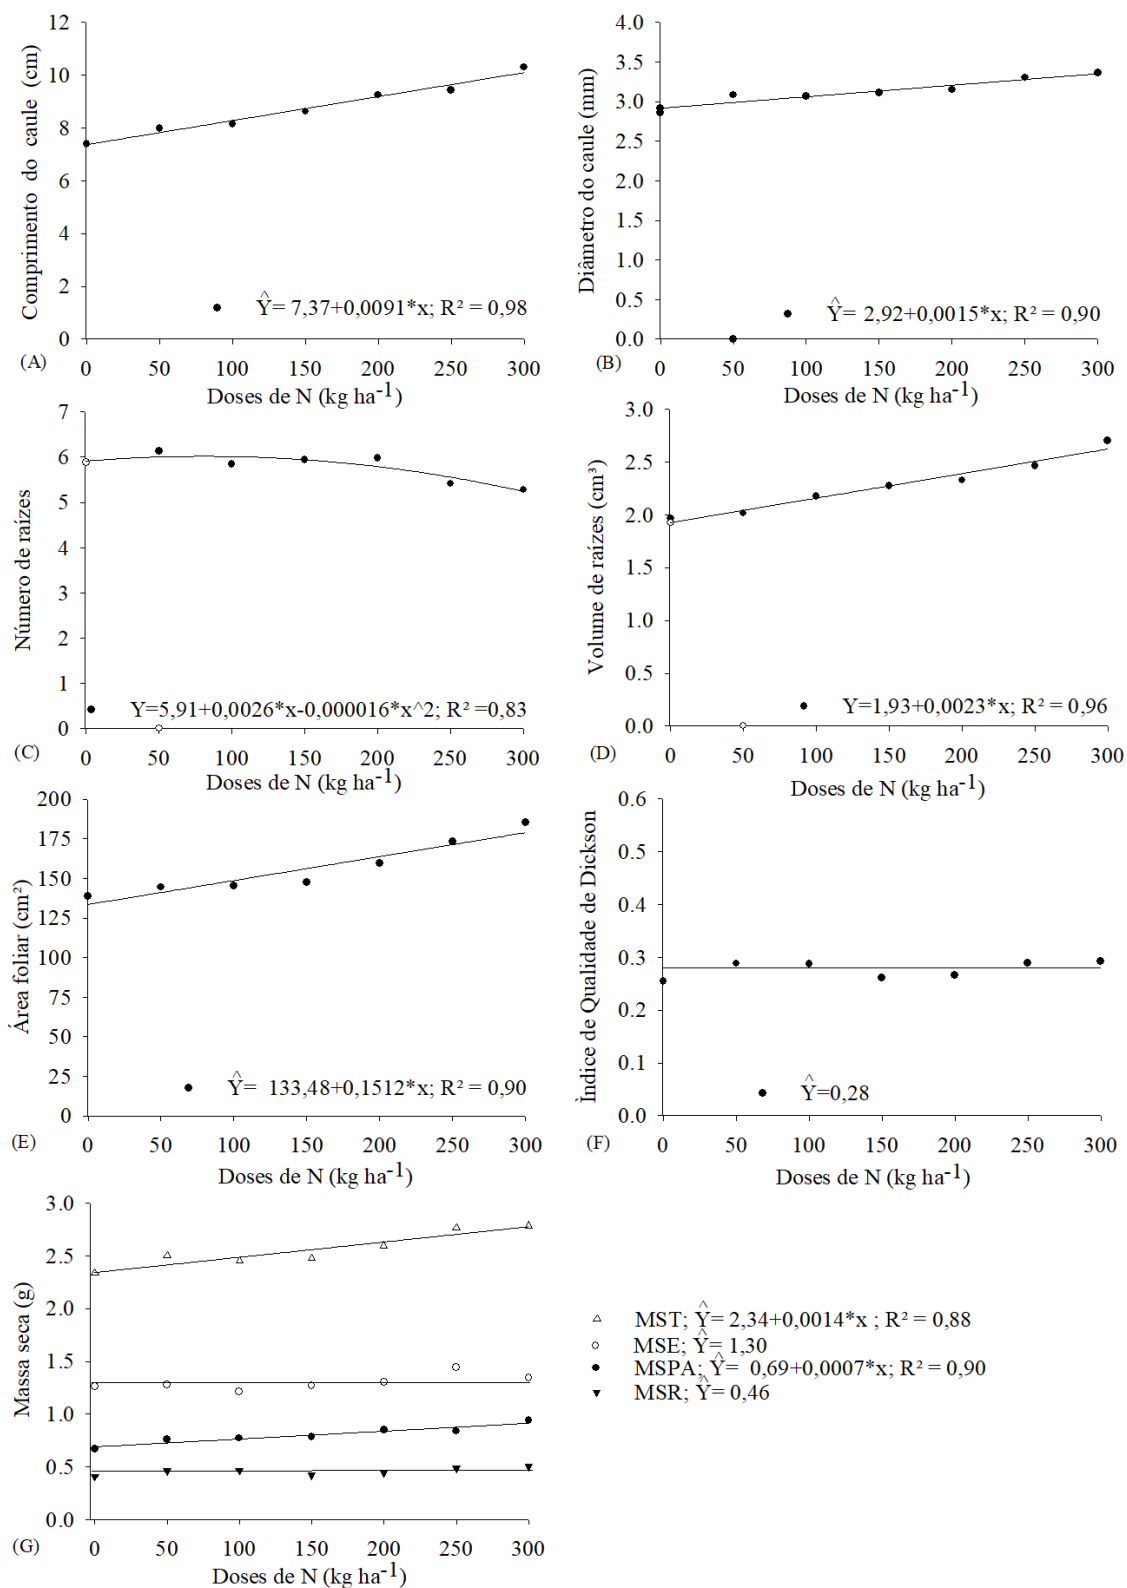 12
10
8
6
4
2
0
Comprimento do caule (cm)
Ŷ= 7,37+0,0091*x; R² = 0,98
(A)
0 50 100 150 200 250 300
Doses de N (kg ha-1)
4.0
3.5
3.0
2.5
2.0
1.5
1.0
0.5
0.0
Diâmetro do caule (mm)
Ŷ= 2,92+0,0015*x; R² = 0,90
(B)
0 50 100 150 200 250 300
Doses de N (kg ha-1)
7
6
5
4
3
2
1
0
Número de raízes
Y=5,91+0,0026*x-0,000016*x^2; R² =0,83
(C)
0 50 100 150 200 250 300
Doses de N (kg ha-1)
3.0
2.5
2.0
1.5
1.0
0.5
0.0
Volume de raízes (cm³)
Y=1,93+0,0023*x; R² = 0,96
(D)
0 50 100 150 200 250 300
Doses de N (kg ha-1)
200
175
150
125
100
75
50
25
0
Área foliar (cm²)
Ŷ= 133,48+0,1512*x; R² = 0,90
(E)
0 50 100 150 200 250 300
Doses de N (kg ha-1)
0.6
0.5
0.4
0.3
0.2
0.1
0.0
Ìndice de Qualidade de Dickson
Ŷ=0,28
(F)
0 50 100 150 200 250 300
Doses de N (kg ha-1)
3.0
2.5
2.0
1.5
1.0
0.5
0.0
Massa seca (g)
(G)
0 50 100 150 200 250 300
Doses de N (kg ha-1)
MST; Ŷ= 2,34+0,0014*x ; R² = 0,88
MSE; Ŷ= 1,30
MSPA; Ŷ= 0,69+0,0007*x; R² = 0,90
MSR; Ŷ= 0,46